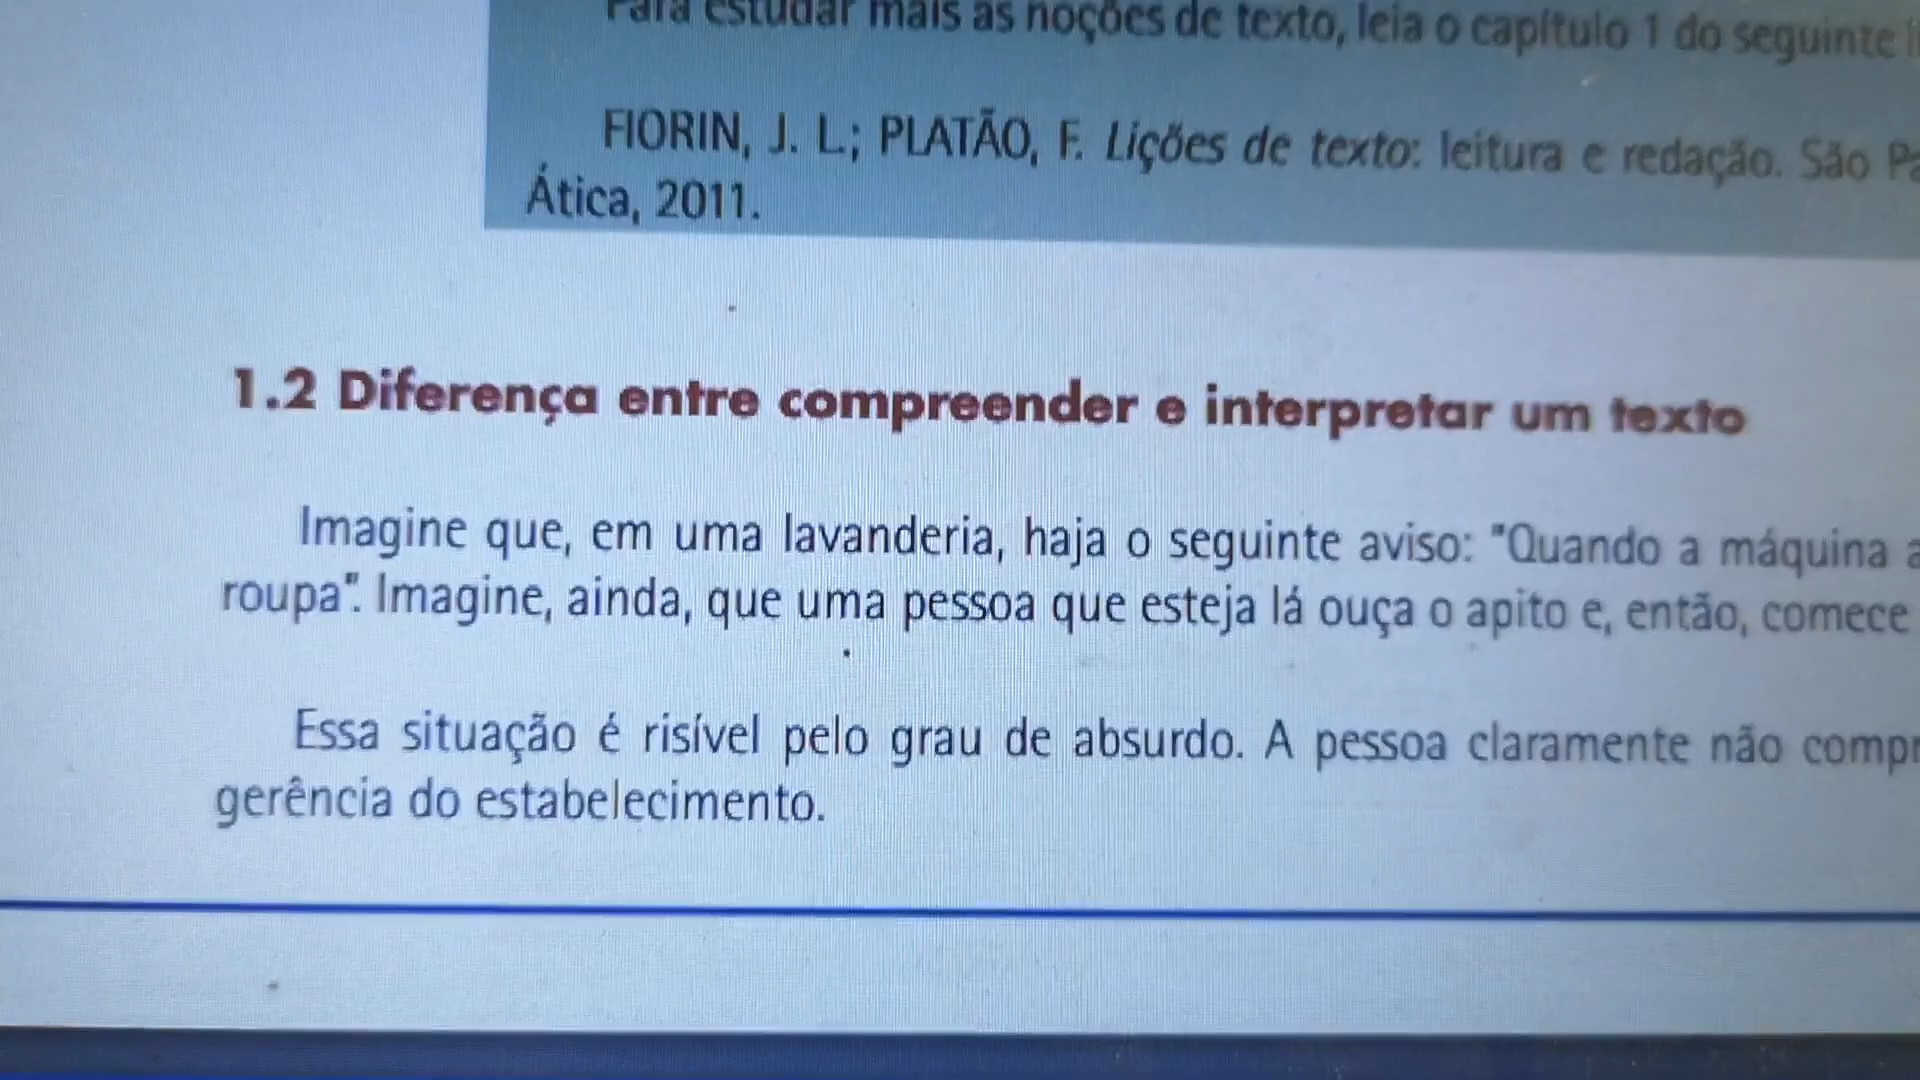 Para estudar mais as noções de texto, leia o capítulo 1 do seguinte
FIORIN, J. L.; PLATÃO, F. Lições de texto: leitura e redação. São
Ática, 2011.
1.2 Diferença entre compreender e interpretar um texto
Imagine que, em uma lavanderia, haja o seguinte aviso: "Quando a máquina
roupa". Imagine, ainda, que uma pessoa que esteja lá ouça o apito e, então, comece
Essa situação é risível pelo grau de absurdo. A pessoa claramente não
gerência do estabelecimento.